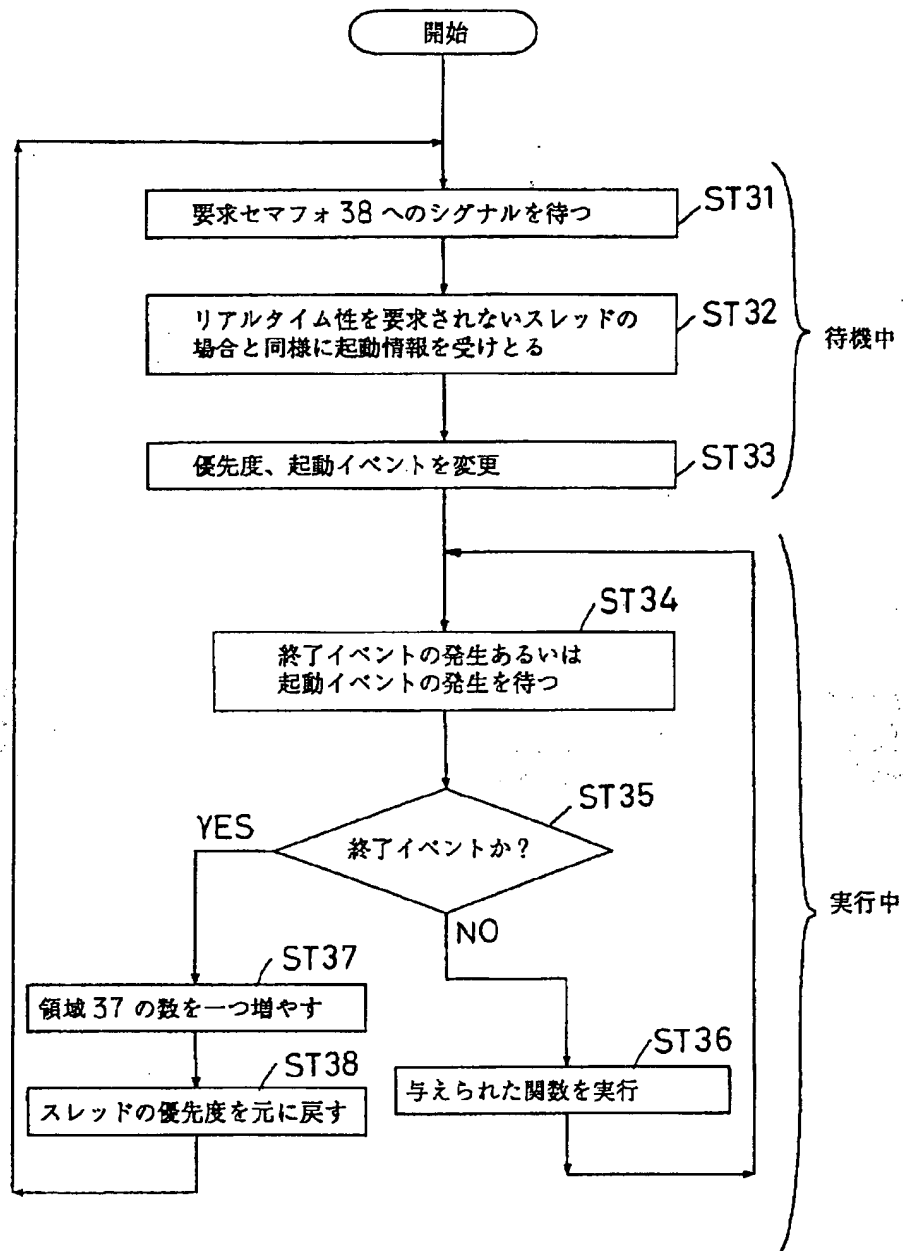 開始
要求セマフォ38へのシグナルを待つ
ST31
リアルタイム性を要求されないスレッドの
場合と同様に起動情報を受けとる
ST32
待機中
優先度、起動イベントを変更
ST33
ST34
終了イベントの発生あるいは
起動イベントの発生を待つ
ST35
YES
終了イベントか？
実行中
NO
ST37
領域37の数を一つ増やす
ST36
ST38
与えられた関数を実行
スレッドの優先度を元に戻す